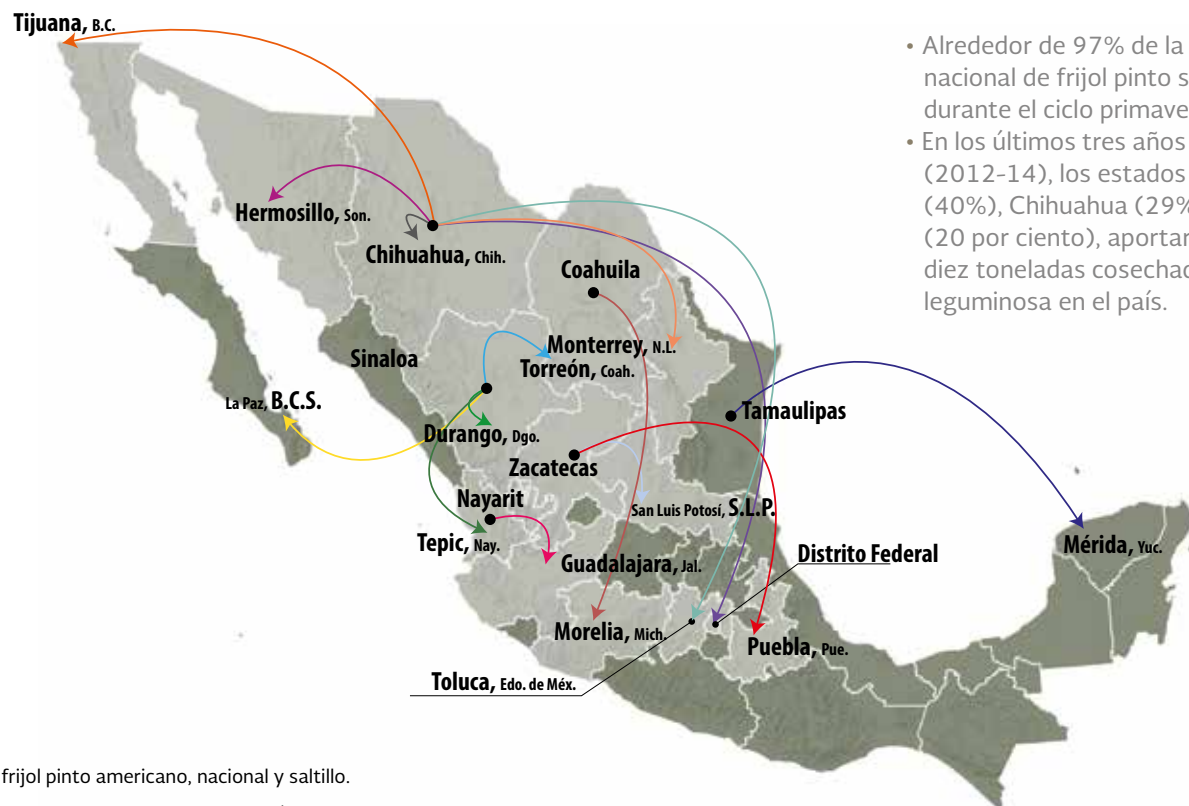 Tijuana, B.C.
• Alrededor de 97% de la
nacional de frijol pinto s
durante el ciclo primave
• En los últimos tres años
(2012-14), los estados
(40%), Chihuahua (29%
(20 por ciento), aportar
diez toneladas cosechad
leguminosa en el país.
Hermosillo, Son.
Chihuahua, Chih.
Coahuila
Monterrey, N.L.
Sinaloa
Torreón, Coah.
La Paz, B.C.S.
Tamaulipas
Durango, Dgo.
Zacatecas
Nayarit
San Luis Potosí, S.L.P.
Tepic, Nay.
Mérida, Yuc.
Distrito Federal
Guadalajara, Jal.
Morelia, Mich.
Puebla, Pue.
Toluca, Edo. de Méx.
frijol pinto americano, nacional y saltillo.